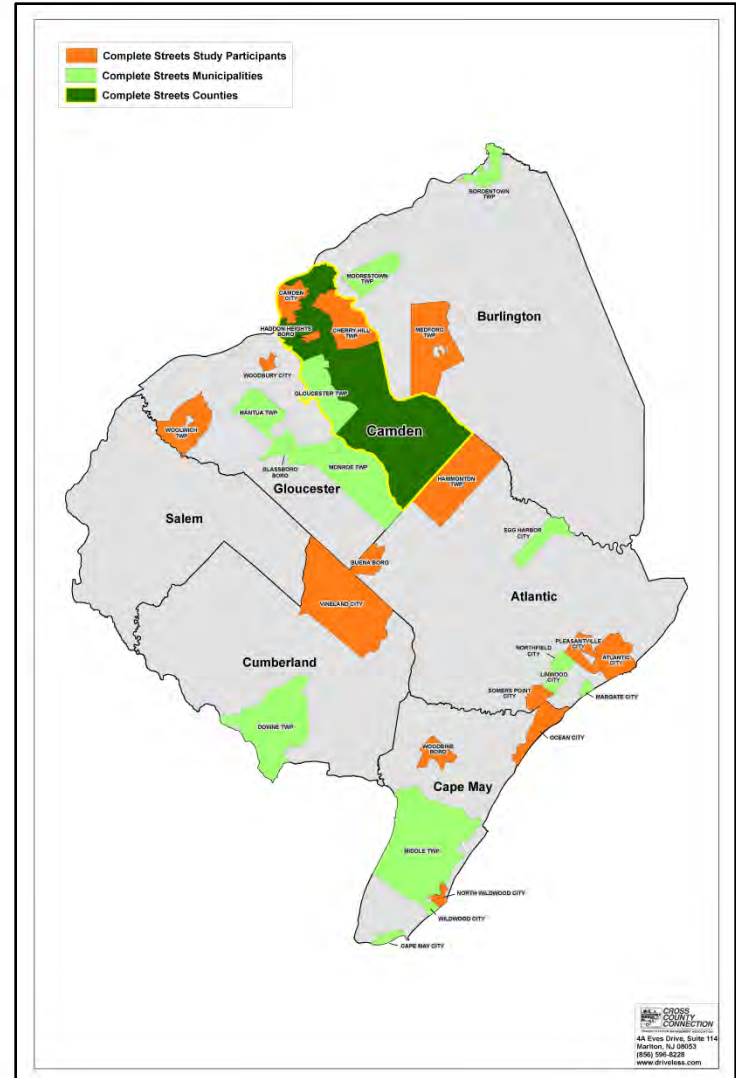 Complete Streets Study Participants
Complete Streets Municipalities
Complete Streets Counties
BORDENTOWN
TWP
MOORESTOWN
TWP
CAMDEN
CITY
Burlington
HADDON HEIGHTS
BORO
CHERRY HILL
TWP
MEDFORD
TWP
WOODBURY CITY
GLOUCESTER TWP
MANTUA TWP
WOOLWICH
TWP
Camden
GLASSBORO
BORO
MONROE TWP
HAMMONTON
TWP
Gloucester
Salem
EGG HARBOR
CITY
BUENA BORO
VINELAND CITY
Atlantic
PLEASANTVILLE
CITY
NORTHFIELD
CITY
ATLANTIC
CITY
Cumberland
LINWOOD
CITY
SOMERS POINT
CITY
MARGATE CITY
DOWNE TWP
OCEAN CITY
WOODBINE
BORO
Cape May
MIDDLE TWP
NORTH WILDWOOD CITY
WILDWOOD CITY
CAPE MAY CITY
CROSS
COUNTY
CONNECTION
4A Eves Drive, Suite 114
Marlton, NJ 08053
(856) 596-8228
www.driveless.com